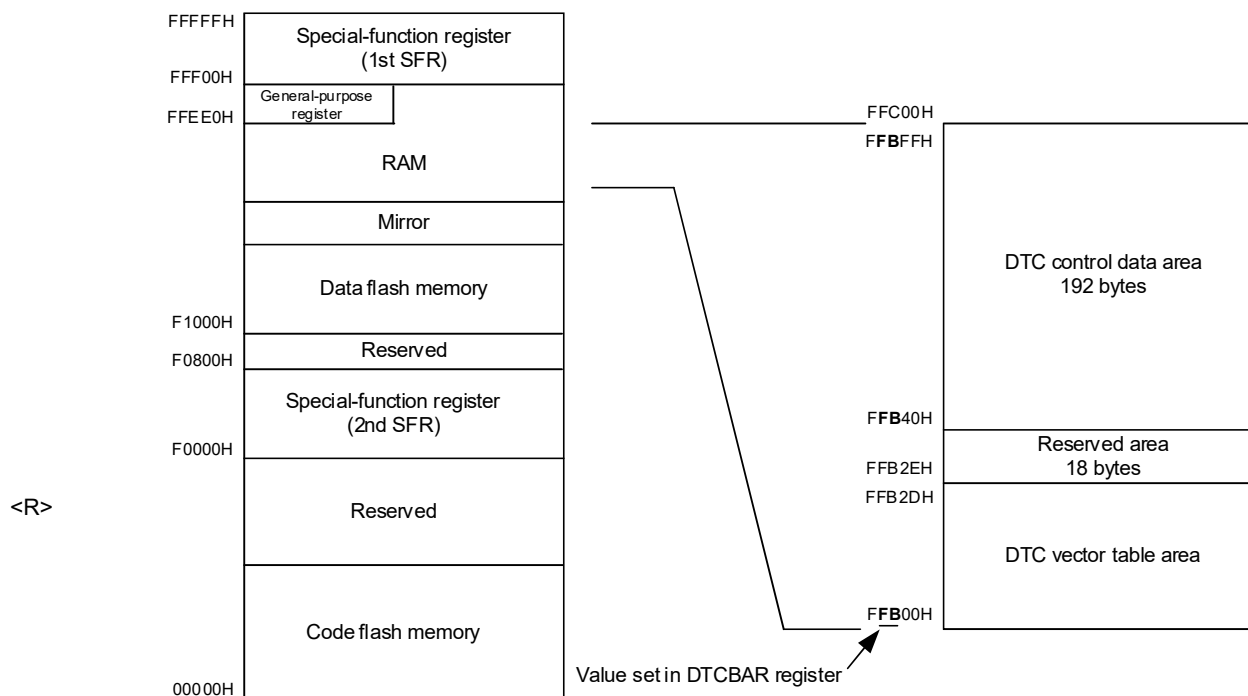 FFFFFH
Special-function register
(1st SFR)
FFF00H
General-purpose
register
FFEE0H
RAM
Mirror
Data flash memory
F1000H
Reserved
F0800H
Special-function register
(2nd SFR)
F0000H
<R>
Reserved
Code flash memory
00000H
FFC00H
FFBFFH
DTC control data area
192 bytes
FFB40H
Reserved area
18 bytes
FFB2EH
FFB2DH
DTC vector table area
FFB00H
Value set in DTCBAR register